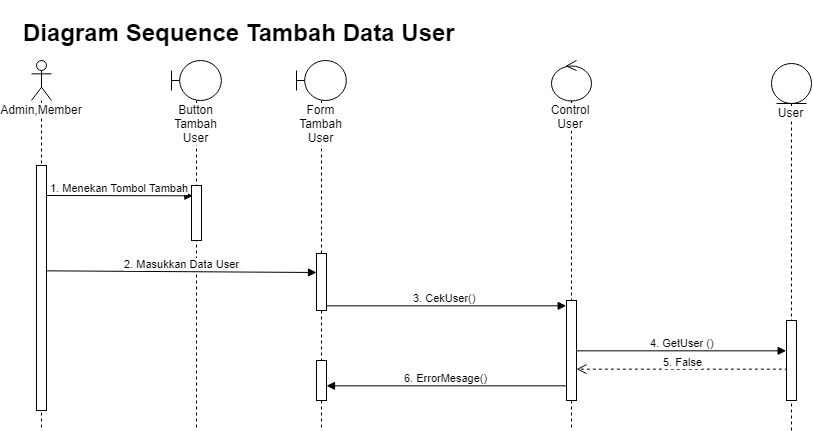 Diagram Sequence Tambah Data User
Admin,Member
Button
Tambah
User
Form
Tambah
User
Control
User
User
1. Menekan Tombol Tambah
2. Masukkan Data User
3. CekUser()
4. GetUser ()
5. False
6. ErrorMesage()